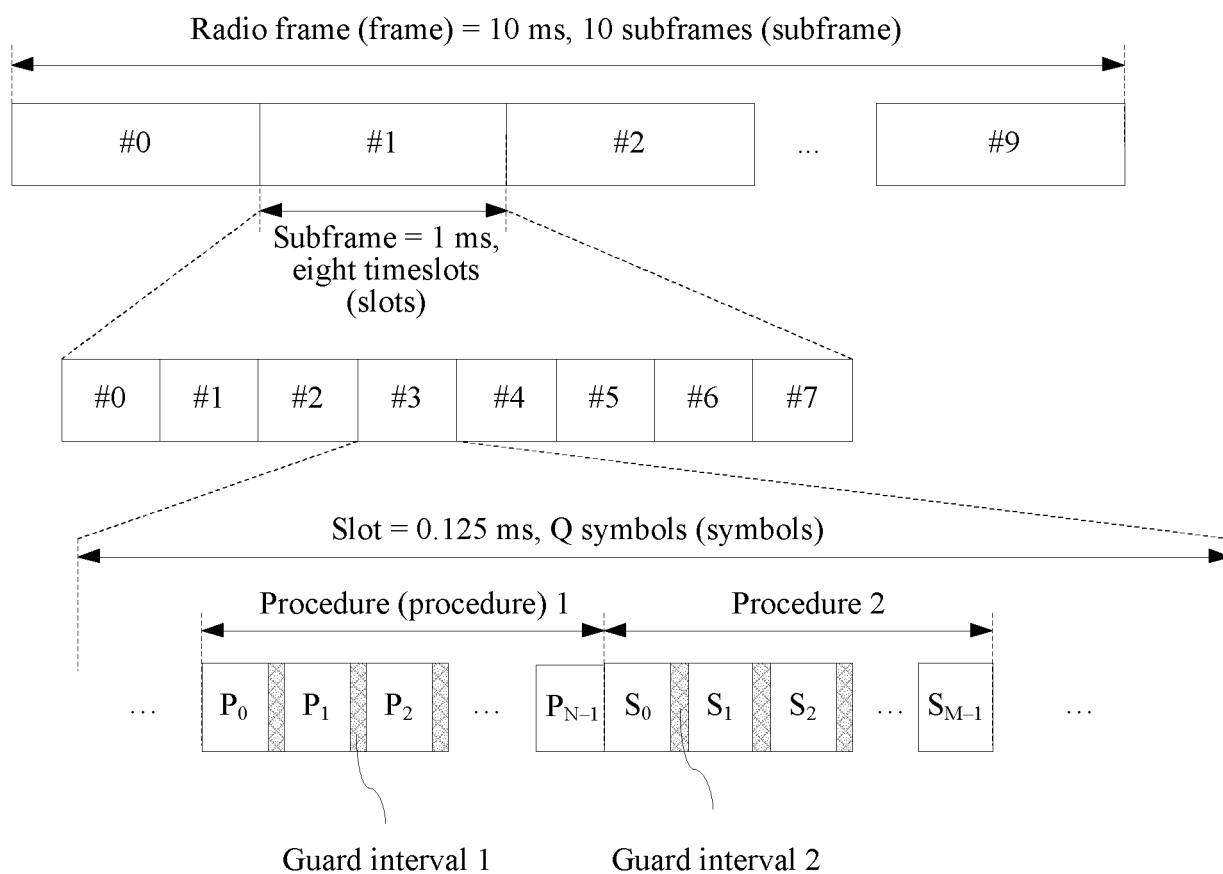 Radio frame (frame) = 10 ms, 10 subframes (subframe)
#0 #1 #2 ... #9
Subframe = 1 ms,
eight timeslots
(slots)
#0 #1 #2 #3 #4 #5 #6 #7
Slot = 0.125 ms, Q symbols (symbols)
Procedure (procedure) 1 Procedure 2
... P₀ P₁ P₂ ... P_N–1 S₀ S₁ S₂ ... S_M–1 ...
Guard interval 1 Guard interval 2